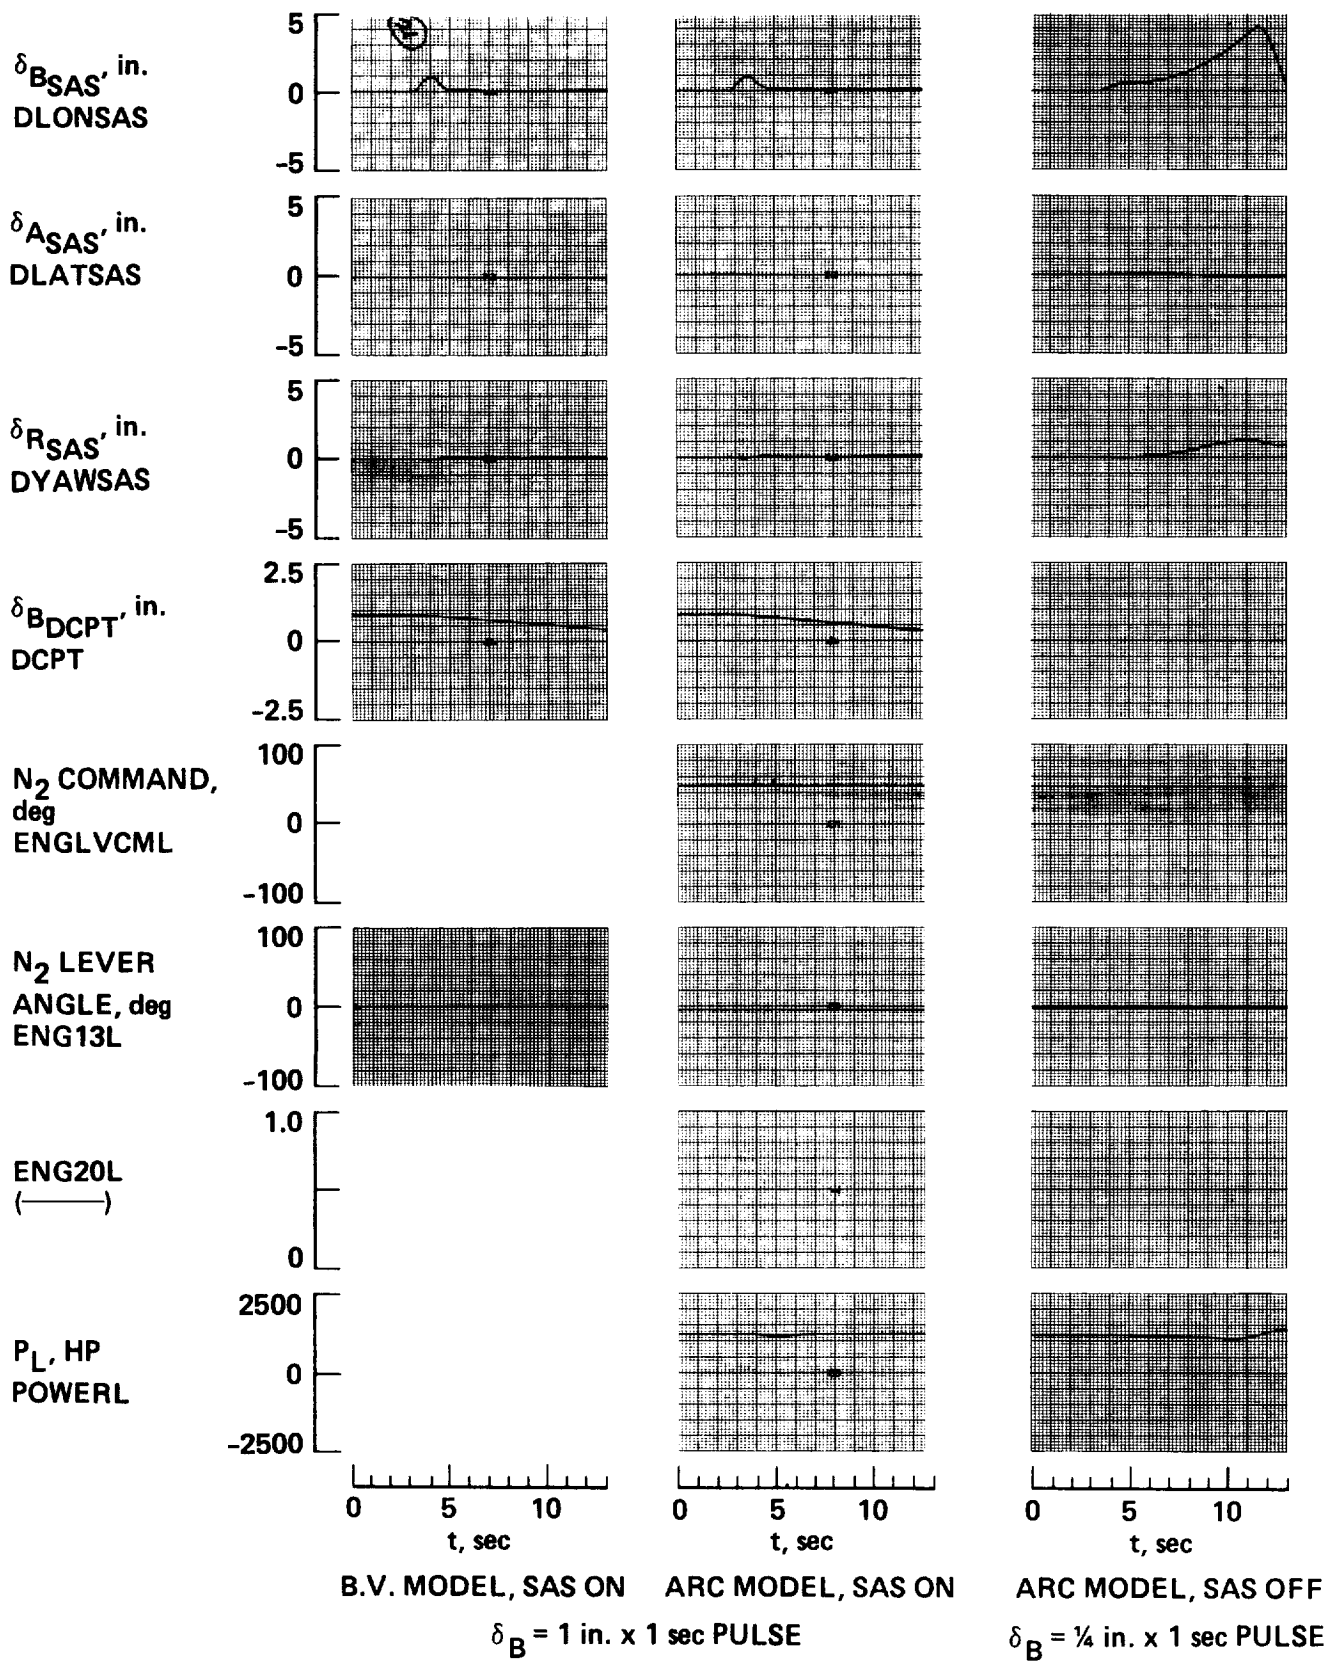 5
δBSAS, in.
DLONSAS
0
-5
5
δASAS, in.
DLATSAS
0
-5
5
δRSAS, in.
DYAWSAS
0
-5
2.5
δBDCPT, in.
DCPT
0
-2.5
100
N2 COMMAND,
deg
ENGLVCML
0
-100
100
N2 LEVER
ANGLE, deg
ENG13L
0
-100
1.0
ENG20L
(———)
0
2500
PL, HP
POWERL
0
-2500
0 5 10 0 5 10 0 5 10
t, sec t, sec t, sec
B.V. MODEL, SAS ON ARC MODEL, SAS ON ARC MODEL, SAS OFF
δB = 1 in. x 1 sec PULSE δB = ¼ in. x 1 sec PULSE